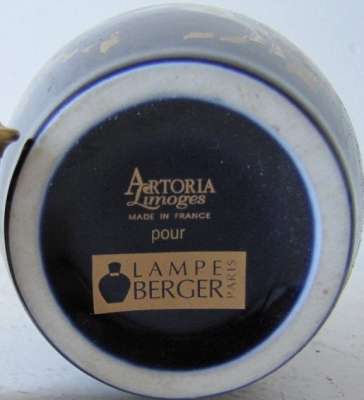 ARTORIA
Limoges
MADE IN FRANCE
pour
LAMPE
BERGER
PARIS